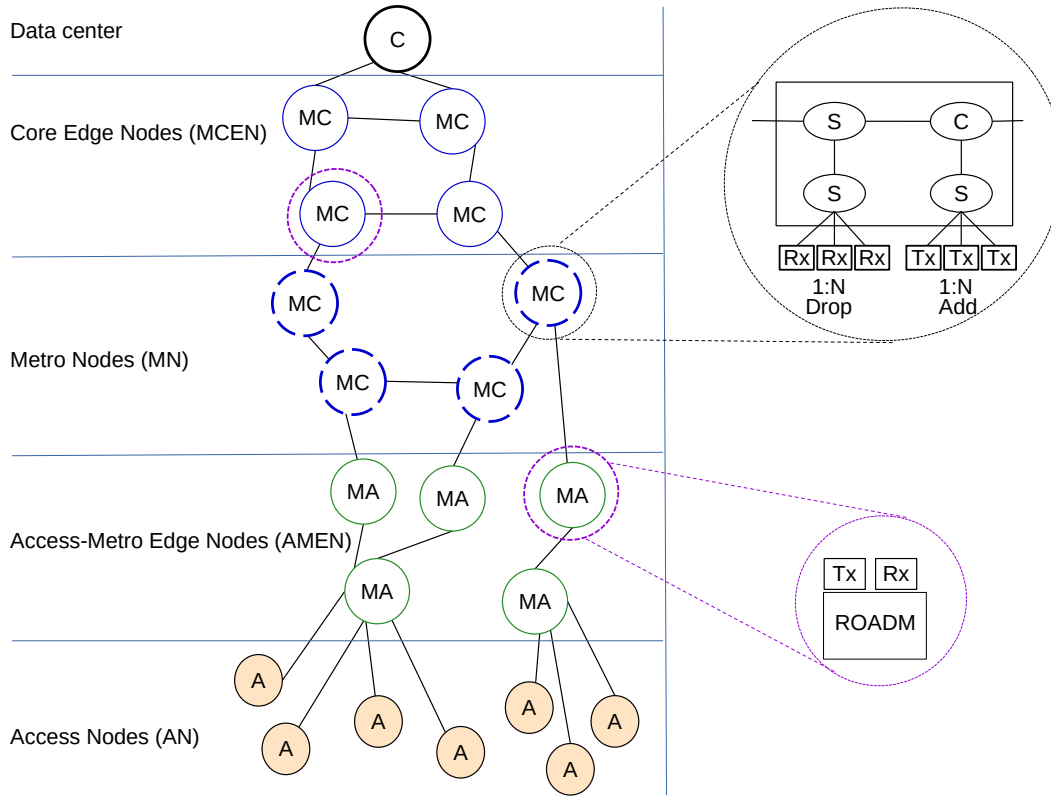 Data center
C
MC
MC
Core Edge Nodes (MCEN)
MC
MC
MC
MC
Metro Nodes (MN)
MC
MC
MA
MA
MA
Access-Metro Edge Nodes (AMEN)
MA
MA
A
A
A
A
Access Nodes (AN)
A
A
A
S
C
S
S
Rx Rx Rx
Tx Tx Tx
1:N
Drop
1:N
Add
Tx
Rx
ROADM